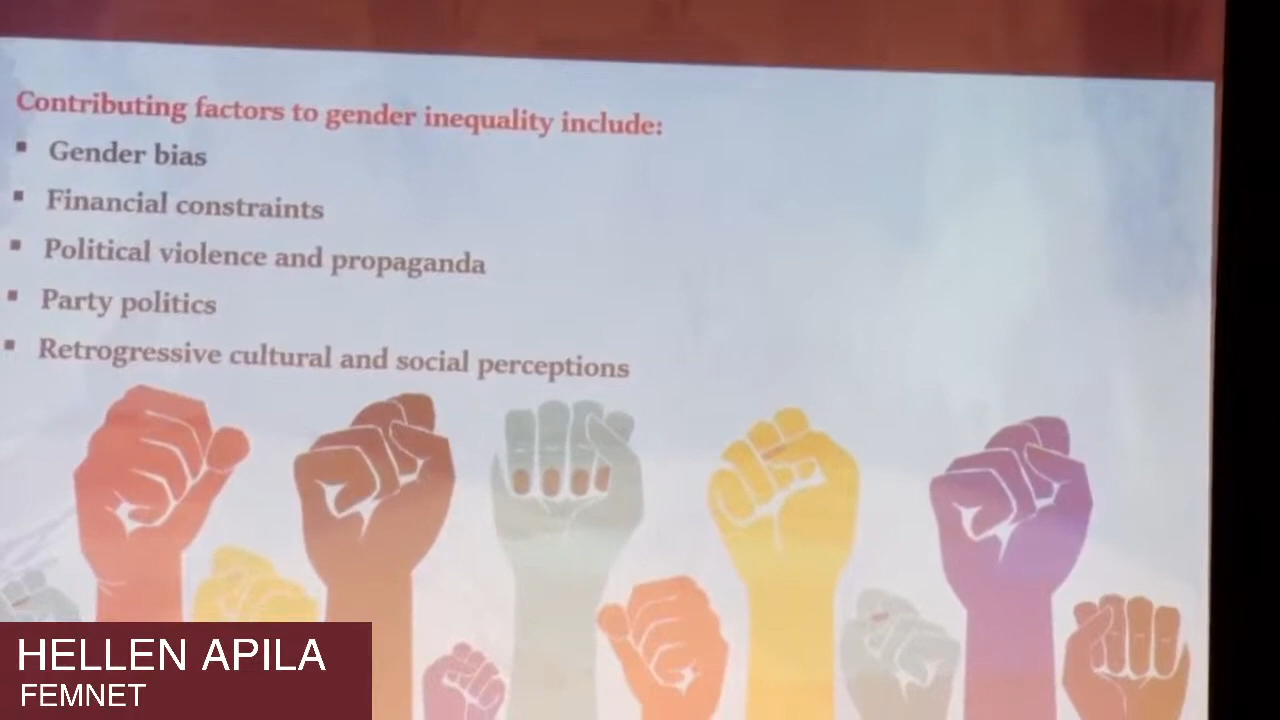 Contributing factors to gender inequality include:
▪ Gender bias
▪ Financial constraints
▪ Political violence and propaganda
▪ Party politics
▪ Retrogressive cultural and social perceptions
HELLEN APILA
FEMNET